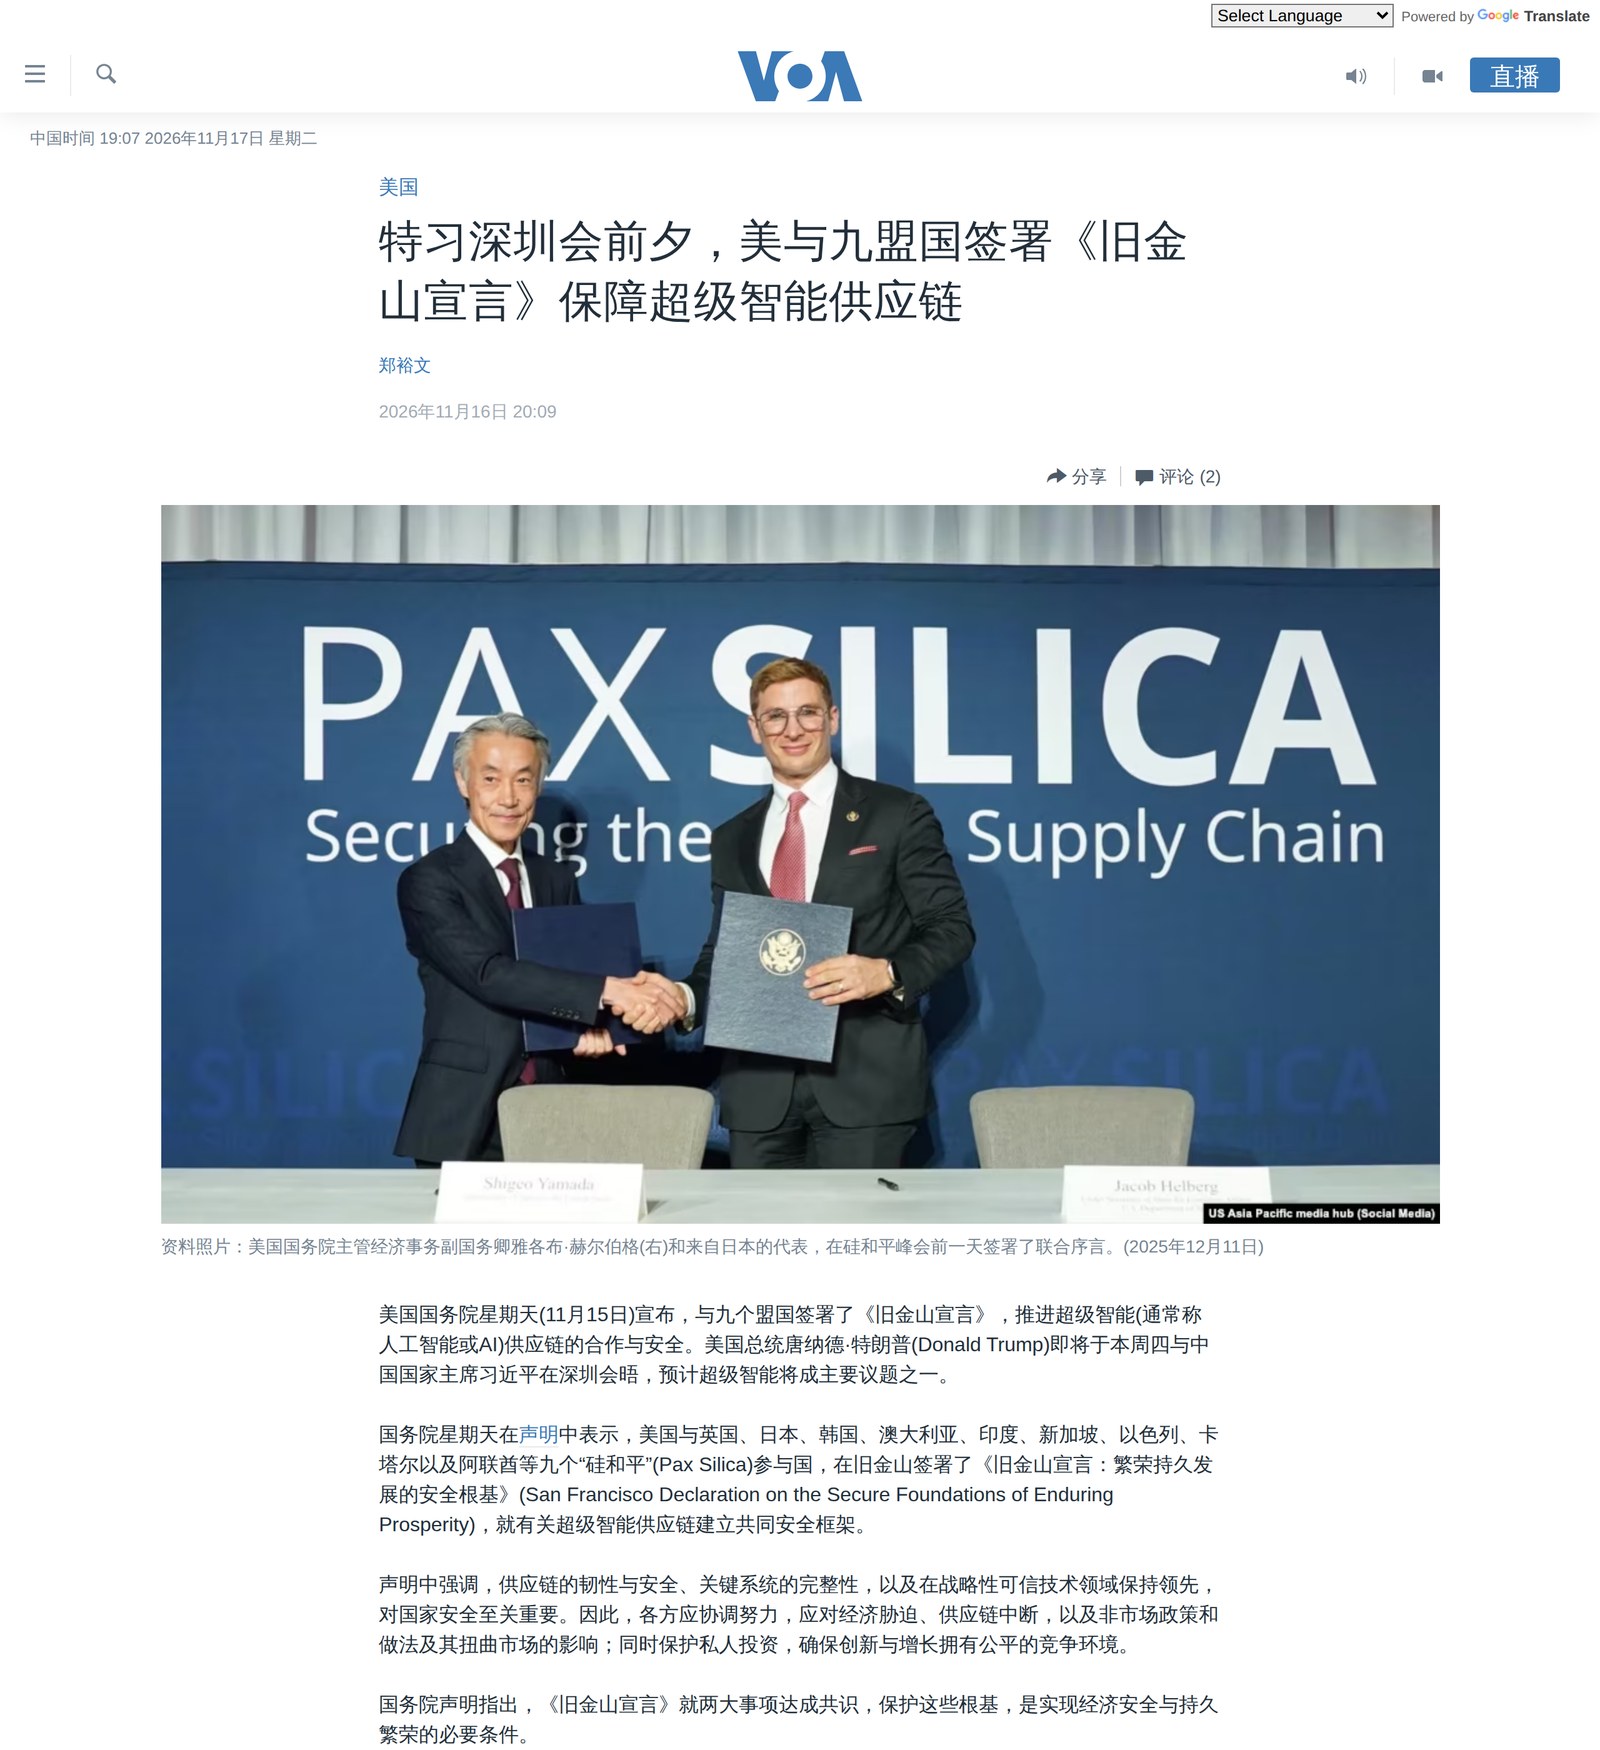 Select Language
Powered by Google Translate
VOA
直播
中国时间 19:07 2026年11月17日 星期二
美国
特习深圳会前夕，美与九盟国签署《旧金
山宣言》保障超级智能供应链
郑裕文
2026年11月16日 20:09
分享
评论 (2)
PAX SILICA
Securing the Supply Chain
SILIC
PAX SILICA
Shigeo Yamada
Jacob Helberg
US Asia Pacific media hub (Social Media)
资料照片：美国国务院主管经济事务副国务卿雅各布·赫尔伯格(右)和来自日本的代表，在硅和平峰会前一天签署了联合序言。(2025年12月11日)
美国国务院星期天(11月15日)宣布，与九个盟国签署了《旧金山宣言》，推进超级智能(通常称
人工智能或AI)供应链的合作与安全。美国总统唐纳德·特朗普(Donald Trump)即将于本周四与中
国国家主席习近平在深圳会晤，预计超级智能将成主要议题之一。
国务院星期天在声明中表示，美国与英国、日本、韩国、澳大利亚、印度、新加坡、以色列、卡
塔尔以及阿联酋等九个“硅和平”(Pax Silica)参与国，在旧金山签署了《旧金山宣言：繁荣持久发
展的安全根基》(San Francisco Declaration on the Secure Foundations of Enduring
Prosperity)，就有关超级智能供应链建立共同安全框架。
声明中强调，供应链的韧性与安全、关键系统的完整性，以及在战略性可信技术领域保持领先，
对国家安全至关重要。因此，各方应协调努力，应对经济胁迫、供应链中断，以及非市场政策和
做法及其扭曲市场的影响；同时保护私人投资，确保创新与增长拥有公平的竞争环境。
国务院声明指出，《旧金山宣言》就两大事项达成共识，保护这些根基，是实现经济安全与持久
繁荣的必要条件。